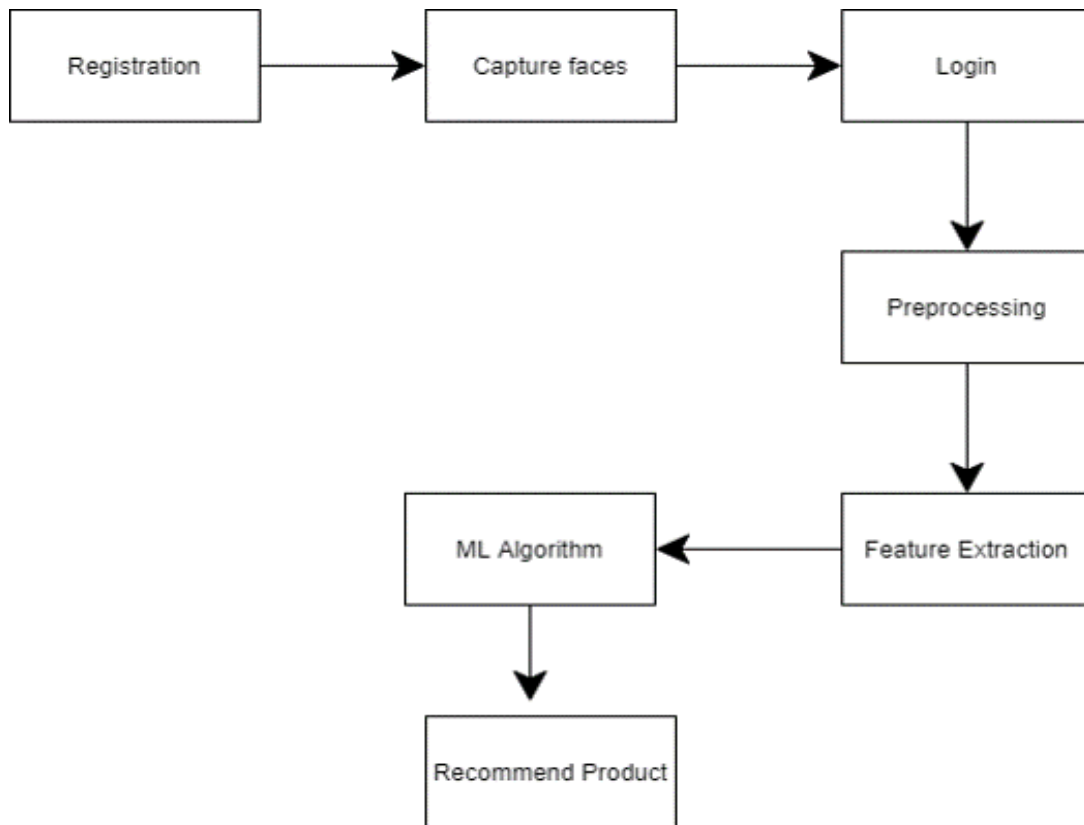 Registration
Capture faces
Login
Preprocessing
Feature Extraction
ML Algorithm
Recommend Product